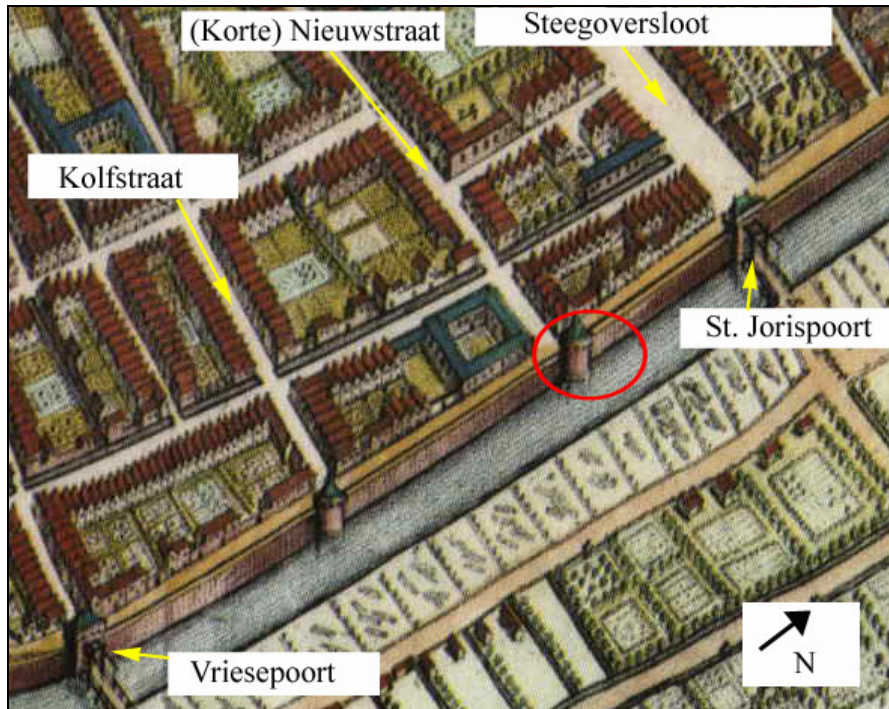 (Korte) Nieuwstraat
Steegoversloot
Kolfstraat
St. Jorispoort
Vriesepoort
N